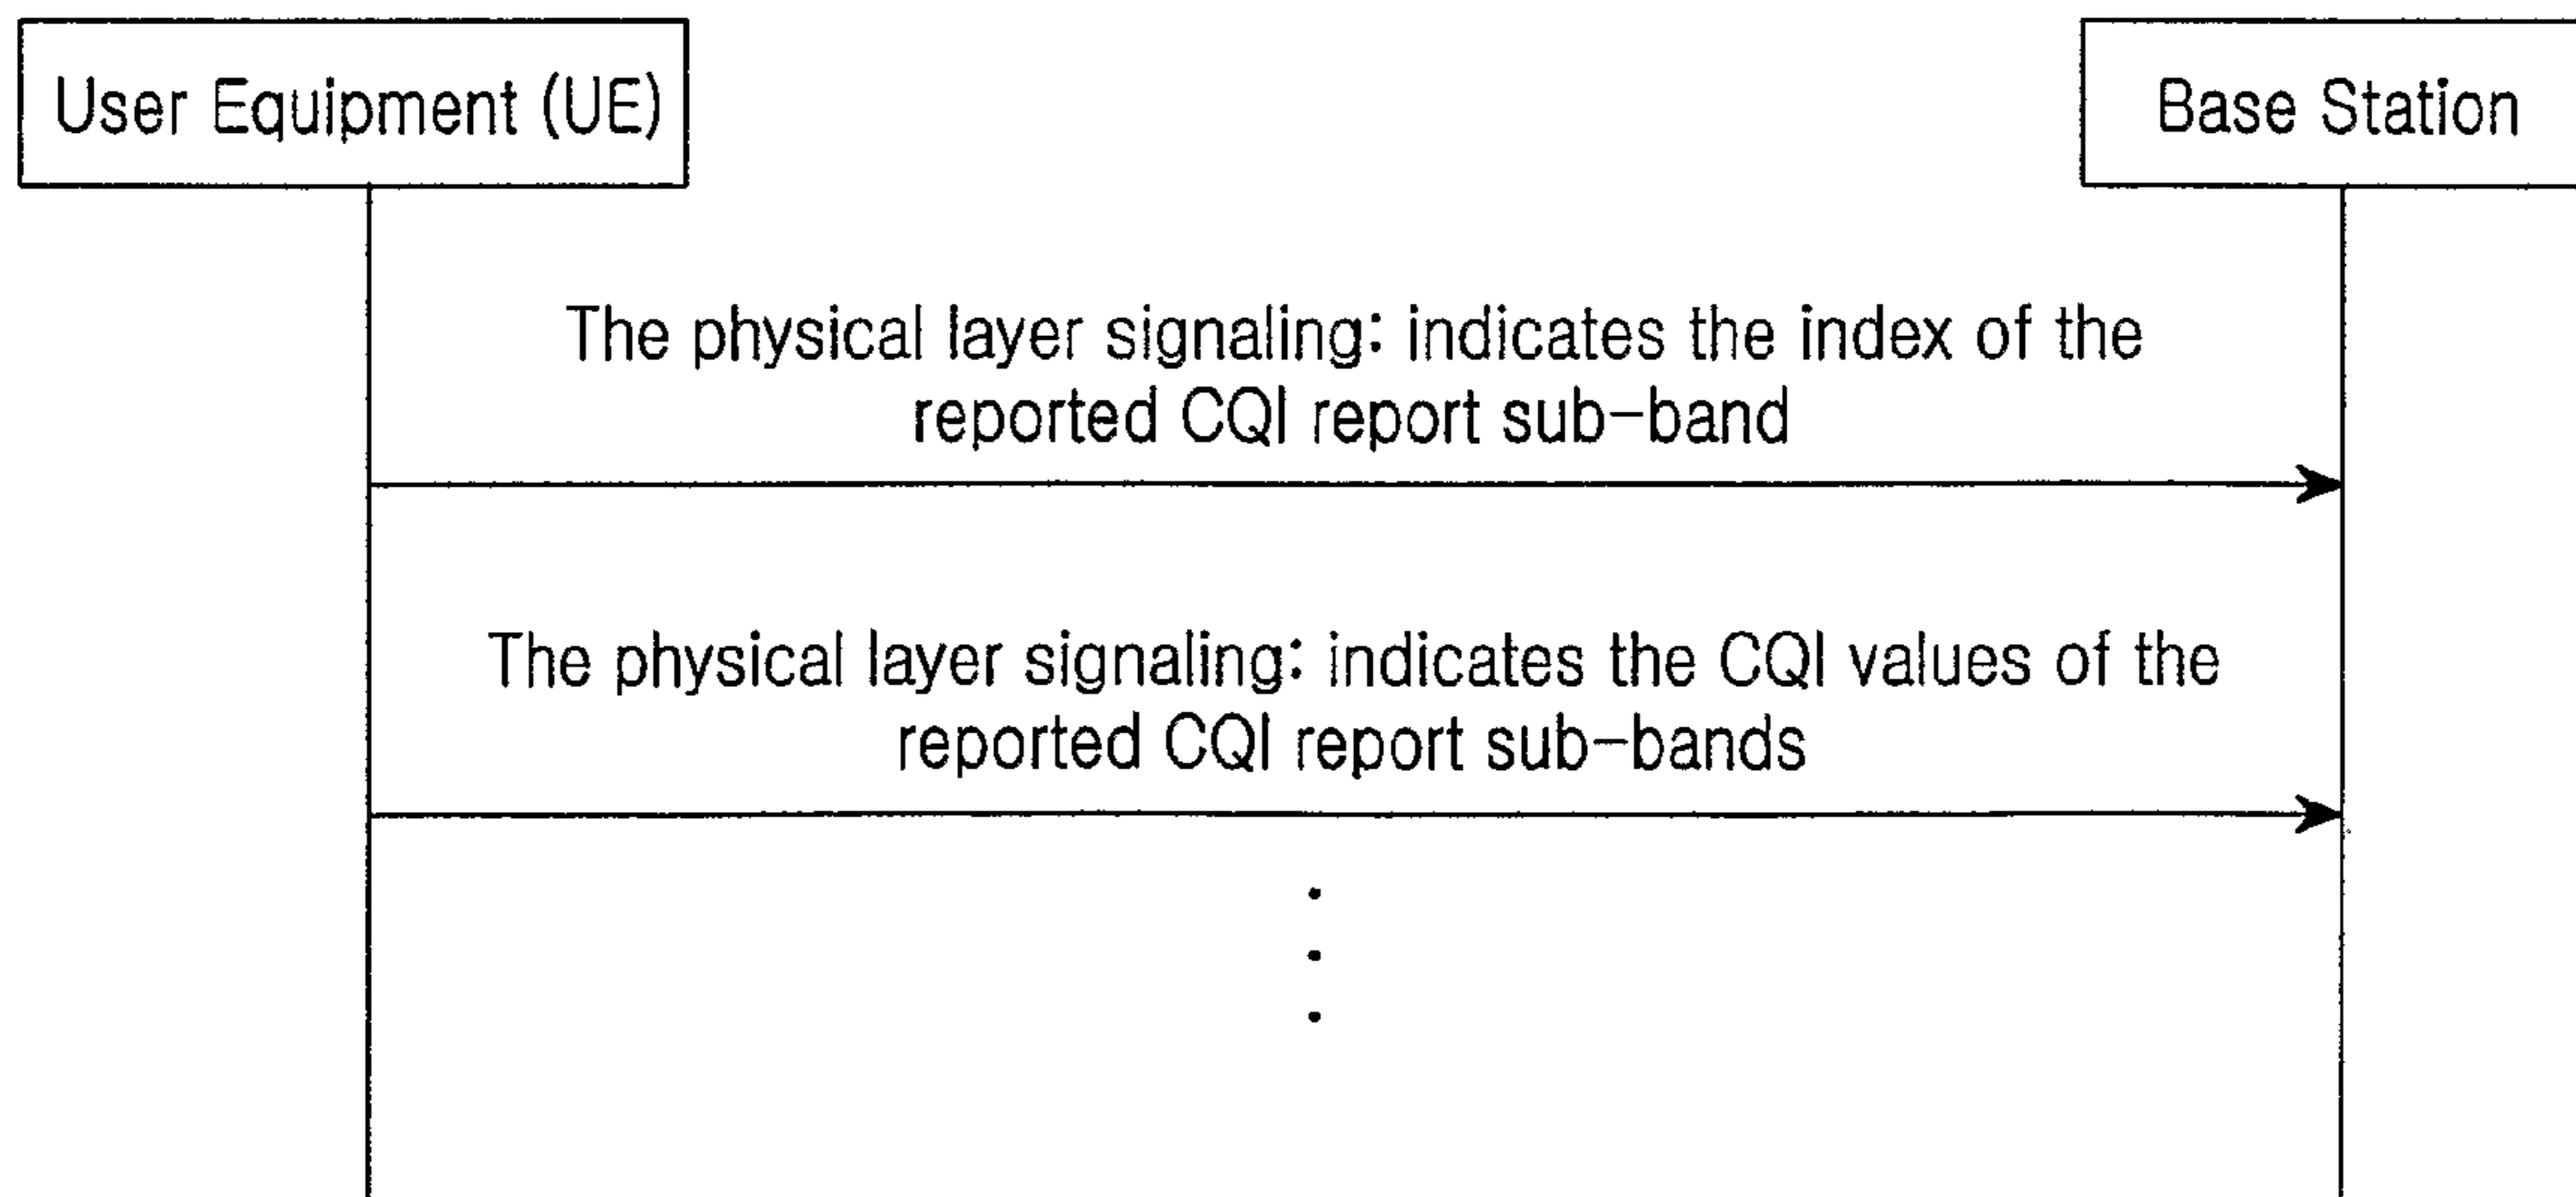 User Equipment (UE)
Base Station
The physical layer signaling: indicates the index of the
reported CQI report sub-band
The physical layer signaling: indicates the CQI values of the
reported CQI report sub-bands